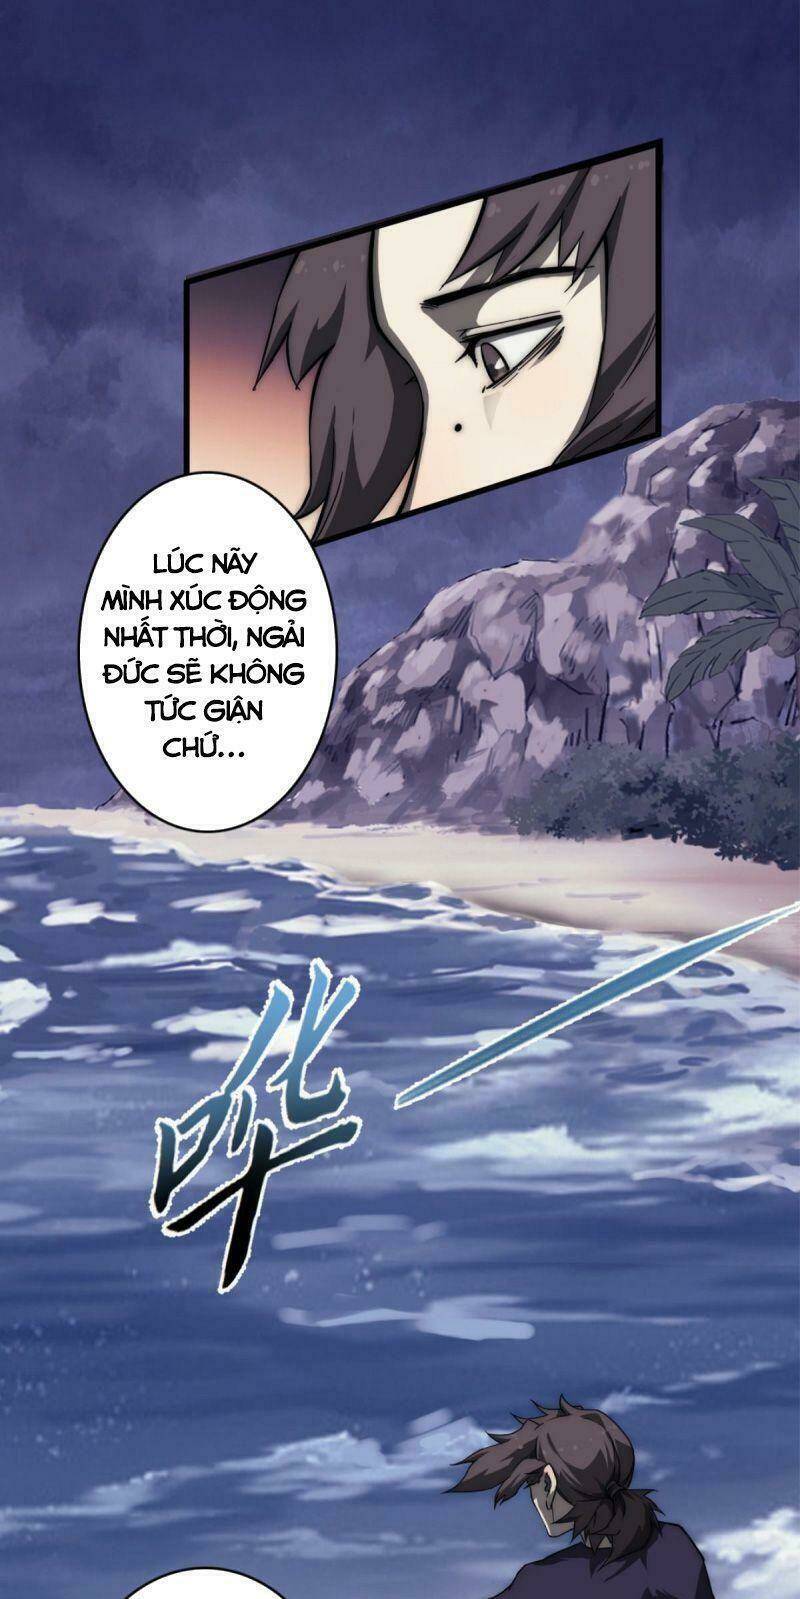 LÚC NÃY
MÌNH XÚC ĐỘNG
NHẤT THỜI, NGẢI
ĐỨC SẼ KHÔNG
TỨC GIẬN
CHỨ...
哗